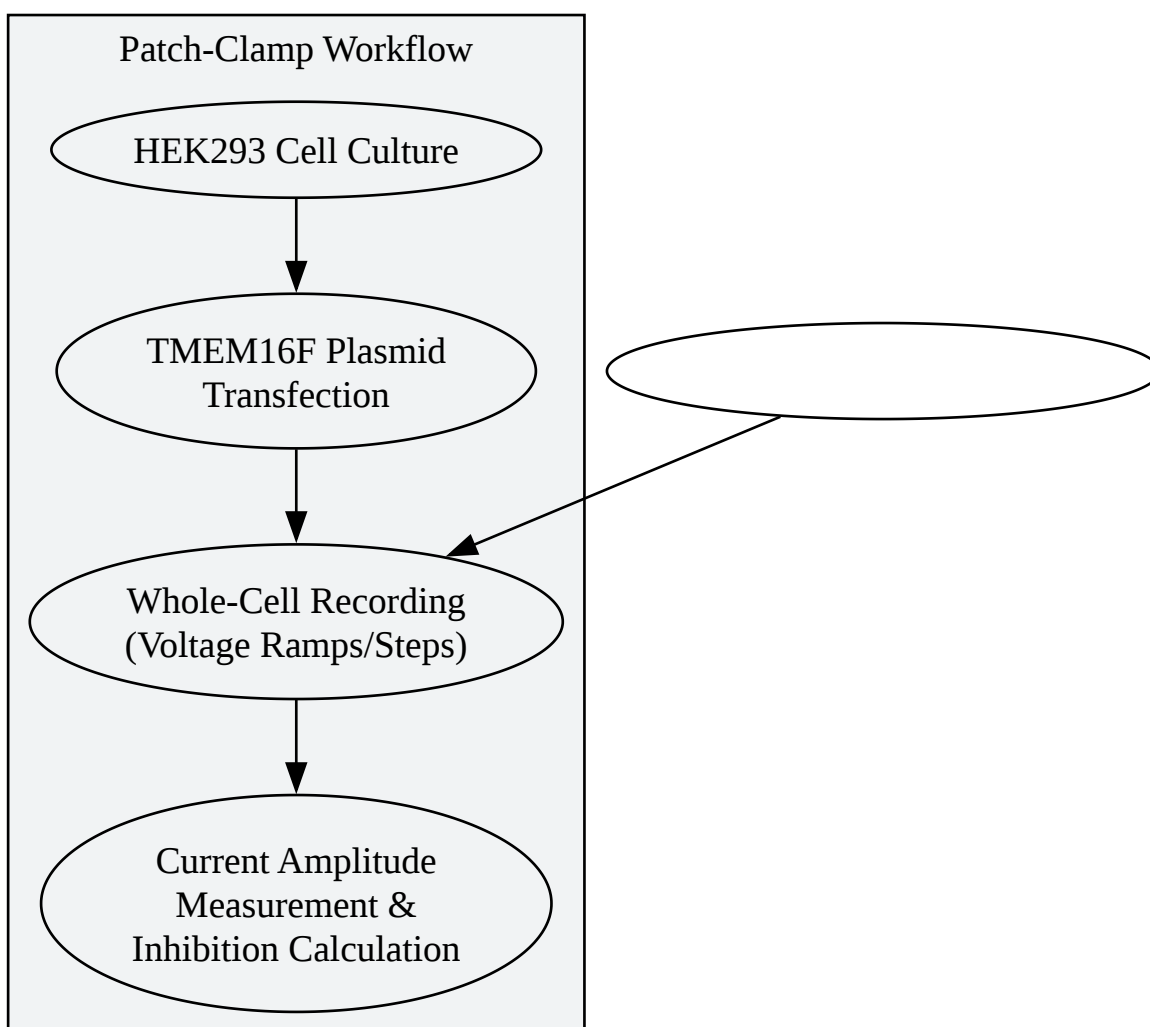 Patch-Clamp Workflow
HEK293 Cell Culture
TMEM16F Plasmid
Transfection
Whole-Cell Recording
(Voltage Ramps/Steps)
Current Amplitude
Measurement &
Inhibition Calculation